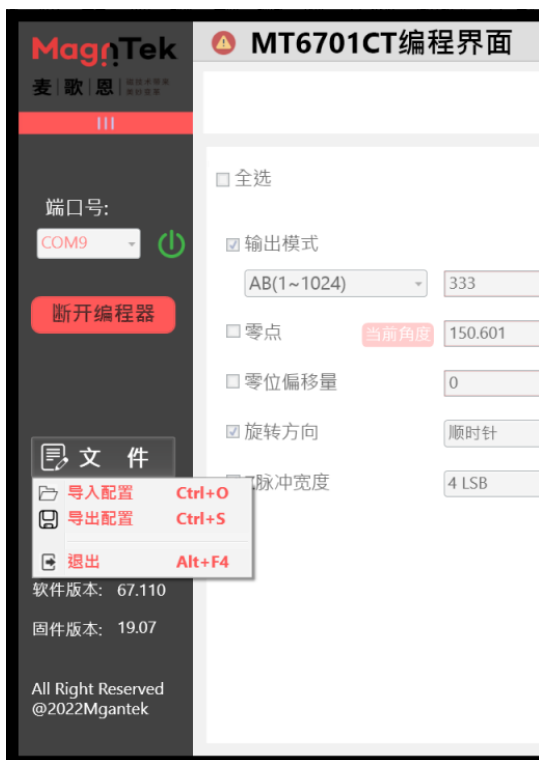 MagnTek
麦歌恩
MT6701CT编程界面
全选
端口号:
COM9
断开编程器
输出模式
AB(1~1024)
333
零点
当前角度
150.601
零位偏移量
0
旋转方向
顺时针
脉冲宽度
4 LSB
文 件
导入配置 Ctrl+O
导出配置 Ctrl+S
退出 Alt+F4
软件版本: 67.110
固件版本: 19.07
All Right Reserved
@2022Mgantek